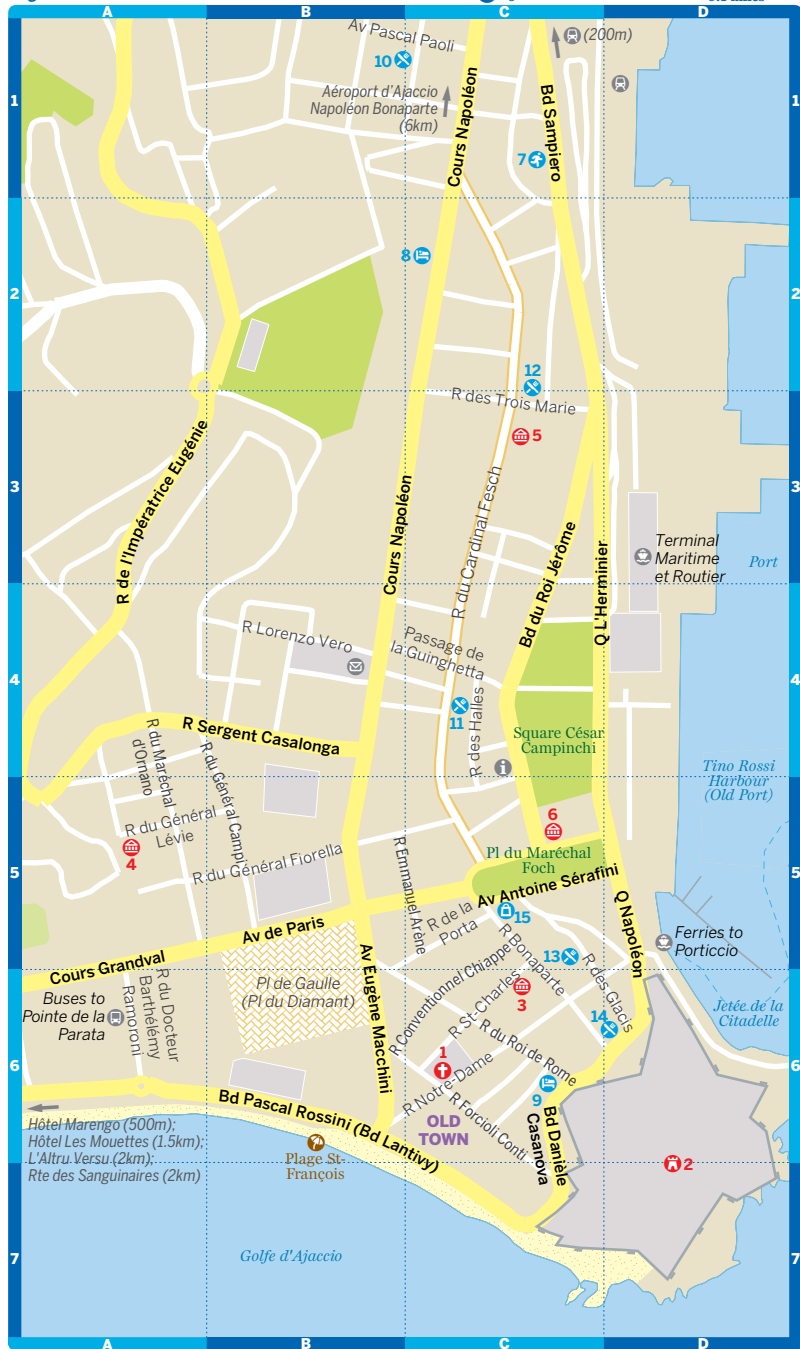 A
B
C
D
Av Pascal Paoli
10
(200m)
Aéroport d'Ajaccio
Napoléon Bonaparte
(6km)
1
1
Cours Napoléon
Bd Sampiero
7
8
2
2
12
R des Trois Marie
5
R de l'Impératrice Eugénie
3
3
Cours Napoléon
R du Cardinal Fesch
Bd du Roi Jérôme
Q L'Herminier
Terminal
Maritime
et Routier
Port
R Lorenzo Vero
Passage de
la Guinghetta
4
4
11
R des Halles
R Sergent Casalonga
Square César
Campinchi
R du Maréchal
d'Ornano
R du Général Campi
Tino Rossi
Harbour
(Old Port)
R du Général
Lévie
4
6
R du Général Fiorella
R Emmanuel Arène
Pl du Maréchal
Foch
5
5
Av Antoine Sérafini
R de la
Porta
15
Q Napoléon
Av de Paris
R Bonaparte
13
R des Glacis
Ferries to
Porticcio
Cours Grandval
Av Eugène Macchini
Pl de Gaulle
(Pl du Diamant)
R Conventionnel Chiappe
R St-Charles
3
Buses to
Pointe de la
Parata
R du Docteur
Barthélémy
Ramoroni
14
Jetée de la
Citadelle
6
6
1
R du Roi de Rome
R Notre-Dame
9
R Forcioli Conti
Bd Danièle
Casanova
Bd Pascal Rossini (Bd Lantivy)
OLD
TOWN
Hôtel Marengo (500m);
Hôtel Les Mouettes (1.5km);
L'Altru Versu (2km);
Rte des Sanguinaires (2km)
Plage St-
François
2
Golfe d'Ajaccio
7
7
A
B
C
D